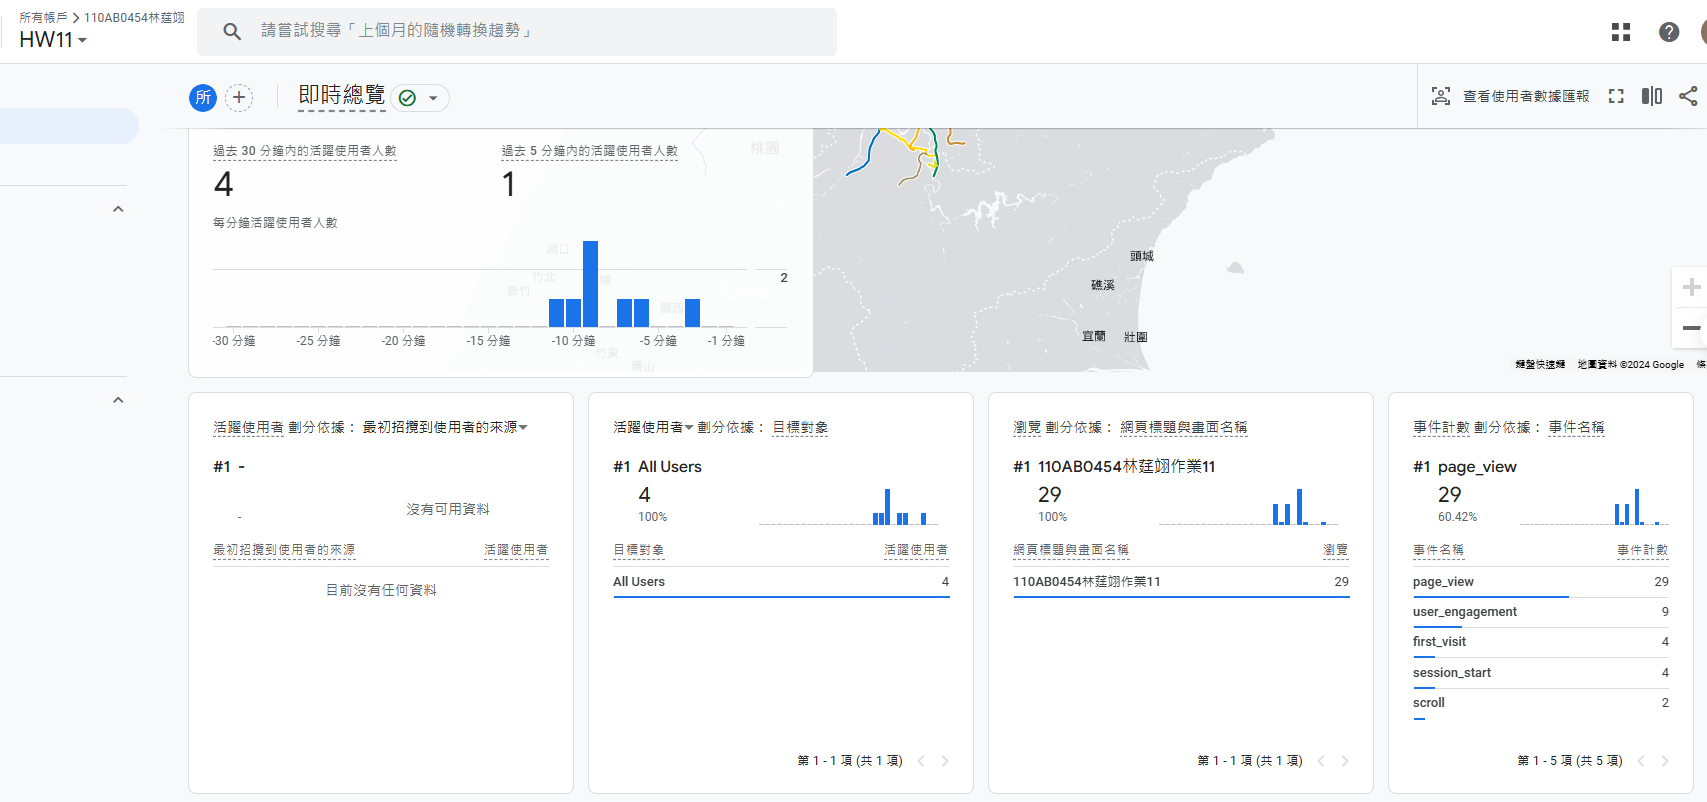 所有帳戶 > 110AB0454林莛翊
HW11
請嘗試搜尋「上個月的隨機轉換趨勢」
所
即時總覽
查看使用者數據匯報
過去 30 分鐘內的活躍使用者人數
過去 5 分鐘內的活躍使用者人數
4
1
每分鐘活躍使用者人數
2
-30 分鐘
-25 分鐘
-20 分鐘
-15 分鐘
-10 分鐘
-5 分鐘
-1 分鐘
桃園
湖口
竹北
新竹
埔
關西
竹東
橫山
頭城
礁溪
宜蘭
壯圍
鍵盤快速鍵
地圖資料 ©2024 Google
條
活躍使用者 劃分依據： 最初招攬到使用者的來源
#1 -
-
沒有可用資料
最初招攬到使用者的來源
活躍使用者
目前沒有任何資料
活躍使用者 劃分依據： 目標對象
#1 All Users
4
100%
目標對象
活躍使用者
All Users 4
第 1 - 1 項 (共 1 項)
瀏覽 劃分依據： 網頁標題與畫面名稱
#1 110AB0454林莛翊作業11
29
100%
網頁標題與畫面名稱
瀏覽
110AB0454林莛翊作業11 29
第 1 - 1 項 (共 1 項)
事件計數 劃分依據： 事件名稱
#1 page_view
29
60.42%
事件名稱
事件計數
page_view 29
user_engagement 9
first_visit 4
session_start 4
scroll 2
第 1 - 5 項 (共 5 項)